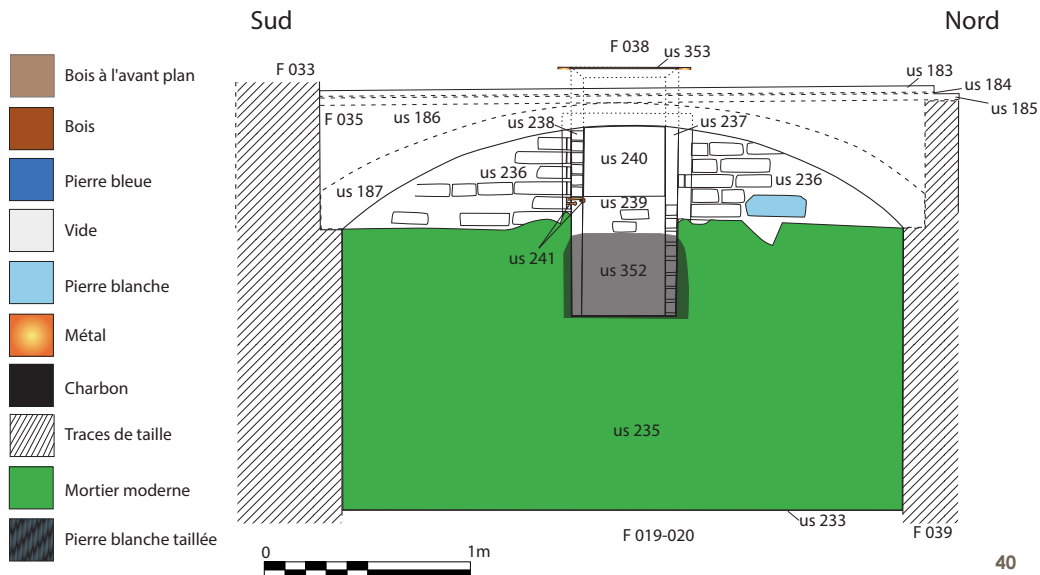 Sud
Nord
F 038
us 353
F 033
us 183
us 184
us 185
F 035
us 186
us 238
us 237
us 240
us 236
us 236
us 187
us 239
us 241
us 352
us 235
us 233
F 019-020
F 039
Bois à l'avant plan
Bois
Pierre bleue
Vide
Pierre blanche
Métal
Charbon
Traces de taille
Mortier moderne
Pierre blanche taillée
0
1m
40